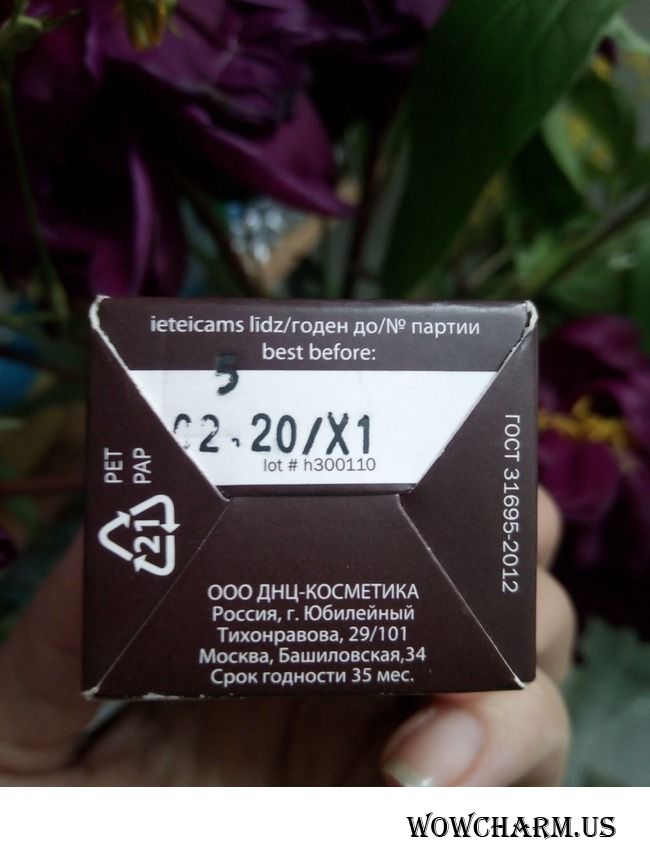 ieteicams līdz/годен до/№ партии
best before:
5
02.20/X1
lot # h300110
PET
PAP
21
ГОСТ 31695-2012
ООО ДНЦ-КОСМЕТИКА
Россия, г. Юбилейный
Тихонравова, 29/101
Москва, Башиловская,34
Срок годности 35 мес.
WOWCHARM.US